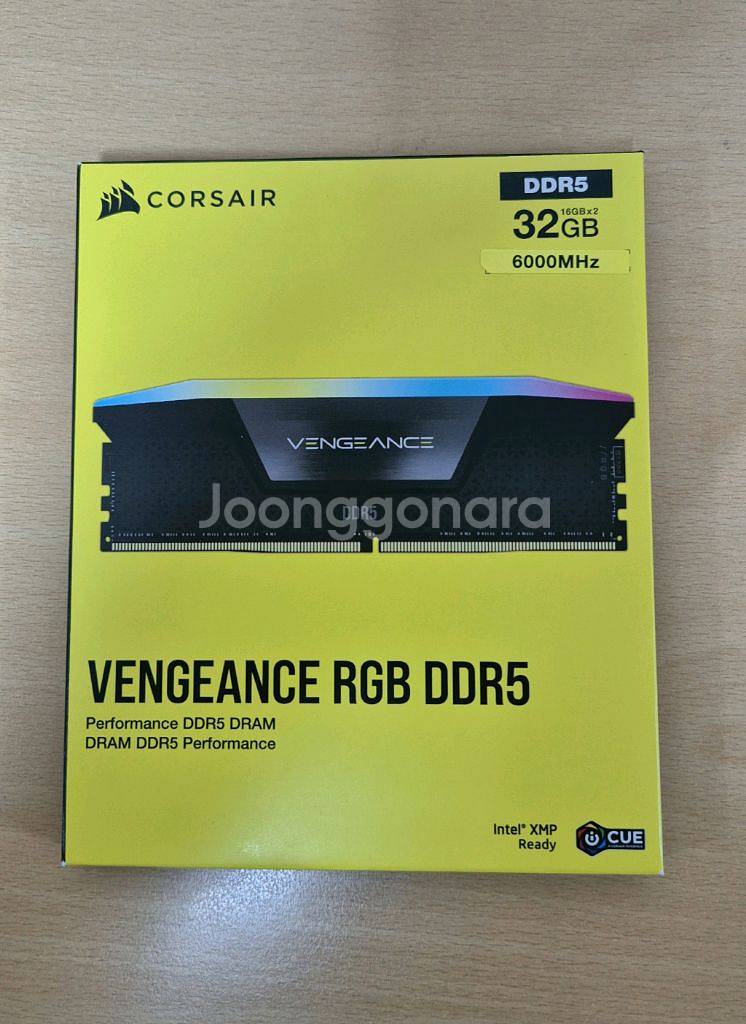 CORSAIR
DDR5
16GBx2
32GB
6000MHz
VENGEANCE
DDR5
Joonggonara
VENGEANCE RGB DDR5
Performance DDR5 DRAM
DRAM DDR5 Performance
Intel® XMP
Ready
iCUE